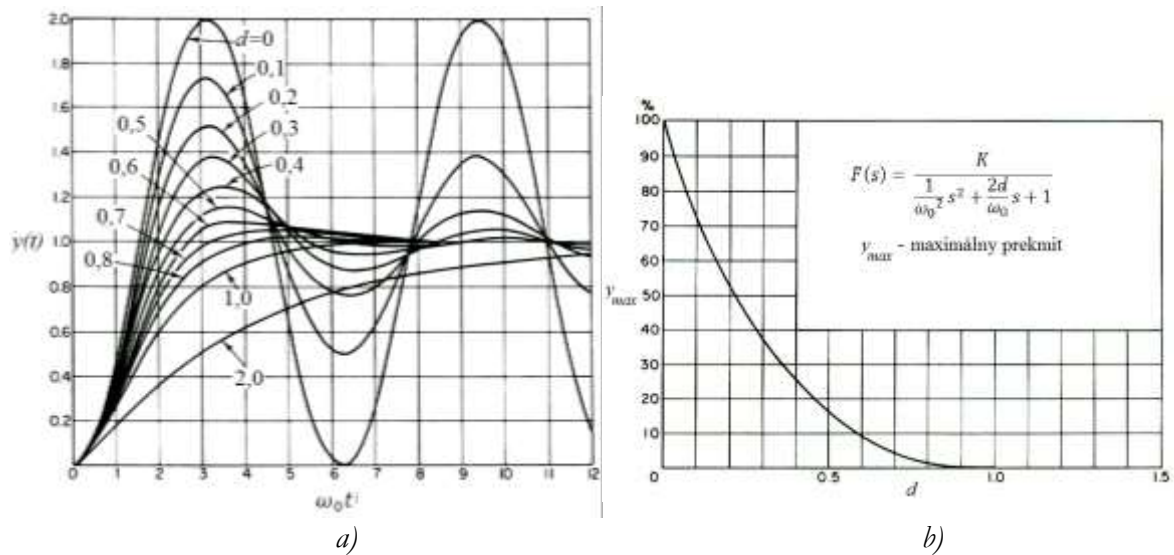 2.0
1.8
1.6
1.4
1.2
1.0
0.8
0.6
0.4
0.2
y(t)
d=0
0,1
0,2
0,3
0,4
0,5
0,6
0,7
0,8
1,0
2,0
0 1 2 3 4 5 6 7 8 9 10 11 12
ω₀t
a)
%
100
90
80
70
60
50
40
30
20
10
0 0.5 1.0 1.5
y_max
d
F(s) = K / (1/ω₀² s² + 2d/ω₀ s + 1)
y_max - maximálny prekmit
b)